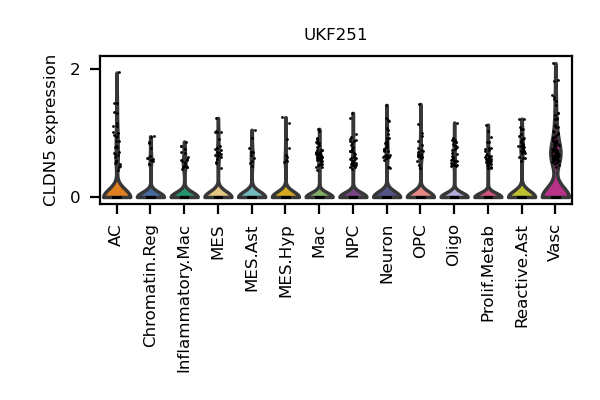 UKF251
CLDN5 expression
2
0
AC
Chromatin.Reg
Inflammatory.Mac
MES
MES.Ast
MES.Hyp
Mac
NPC
Neuron
OPC
Oligo
Prolif.Metab
Reactive.Ast
Vasc